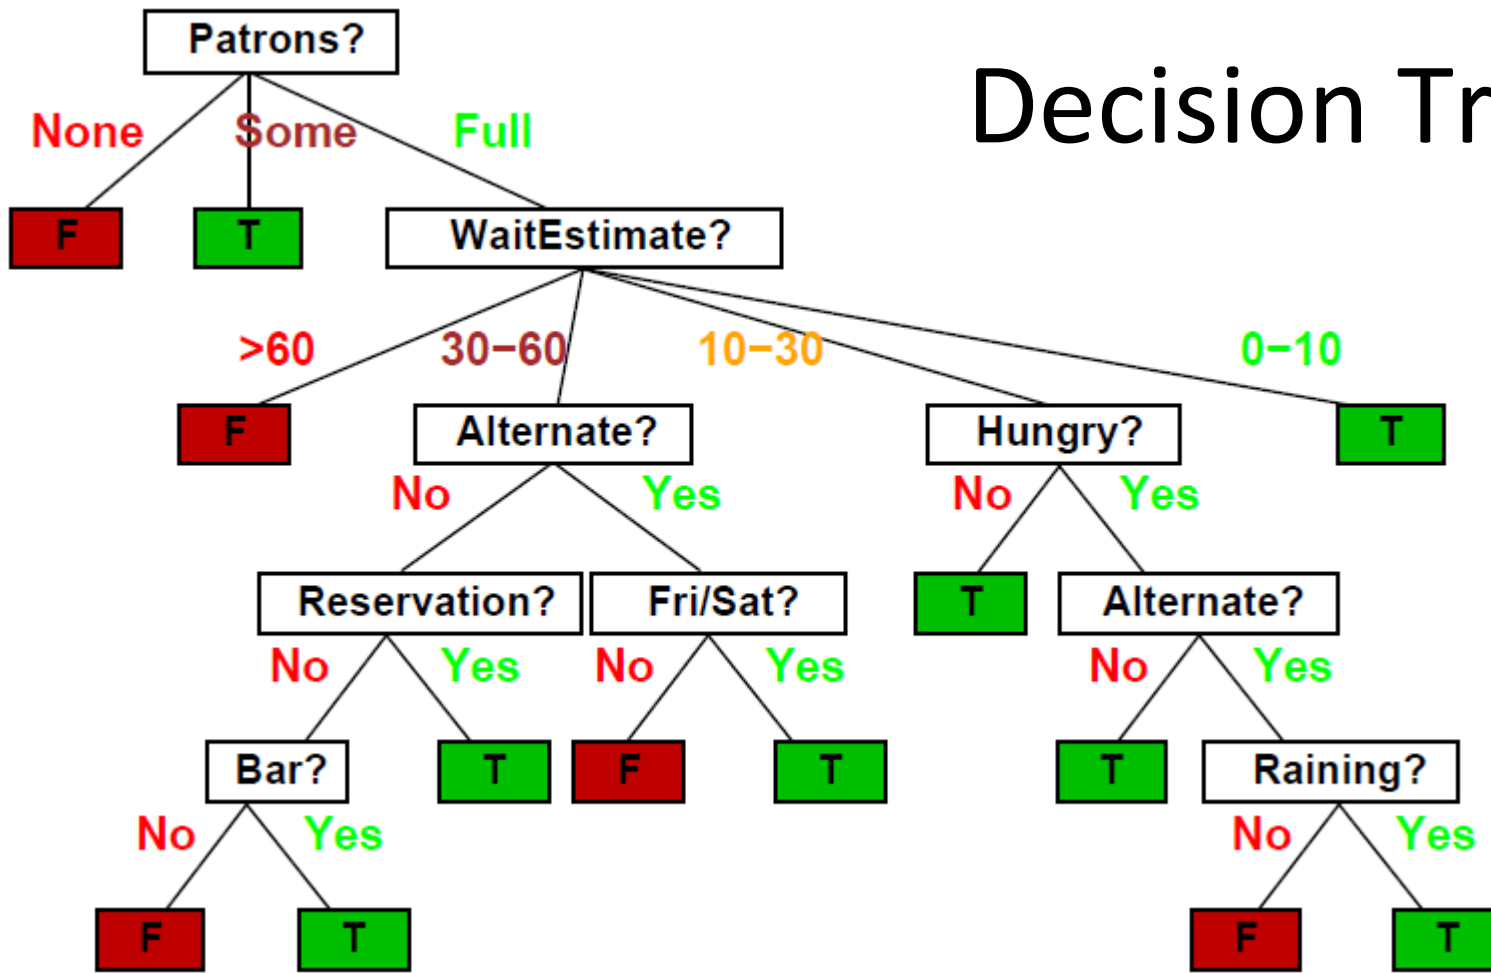 Patrons?
Decision Tr
None Some Full
F T WaitEstimate?
>60 30−60 10−30 0−10
F Alternate? Hungry? T
No Yes No Yes
Reservation? Fri/Sat? T Alternate?
No Yes No Yes No Yes
Bar? T F T T Raining?
No Yes No Yes
F T F T